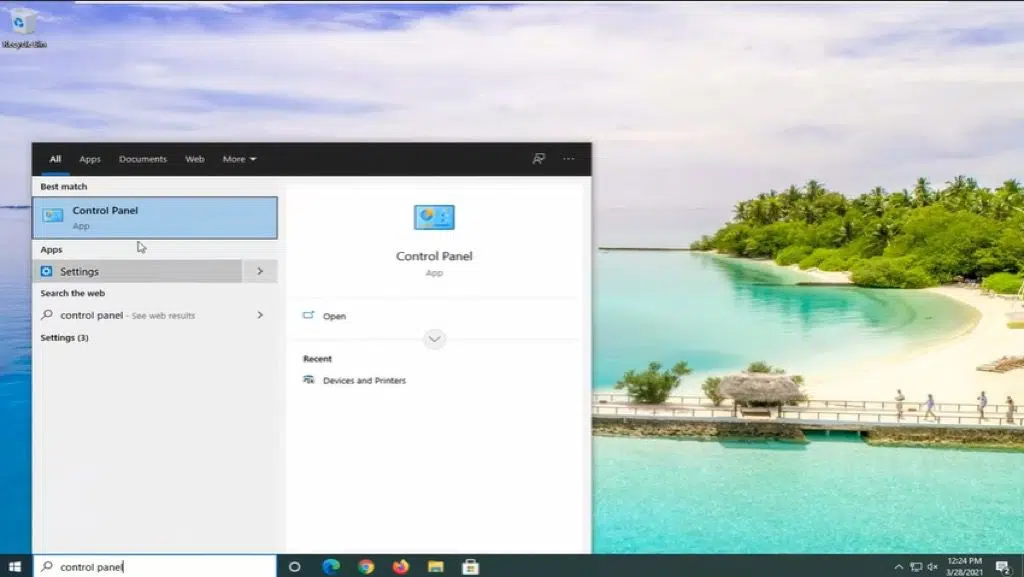 Recycle Bin
All Apps Documents Web More
Best match
Control Panel
App
Apps
Settings
Search the web
control panel - See web results
Settings (3)
Control Panel
App
Open
Recent
Devices and Printers
control panel
12:24 PM
3/28/2021
2